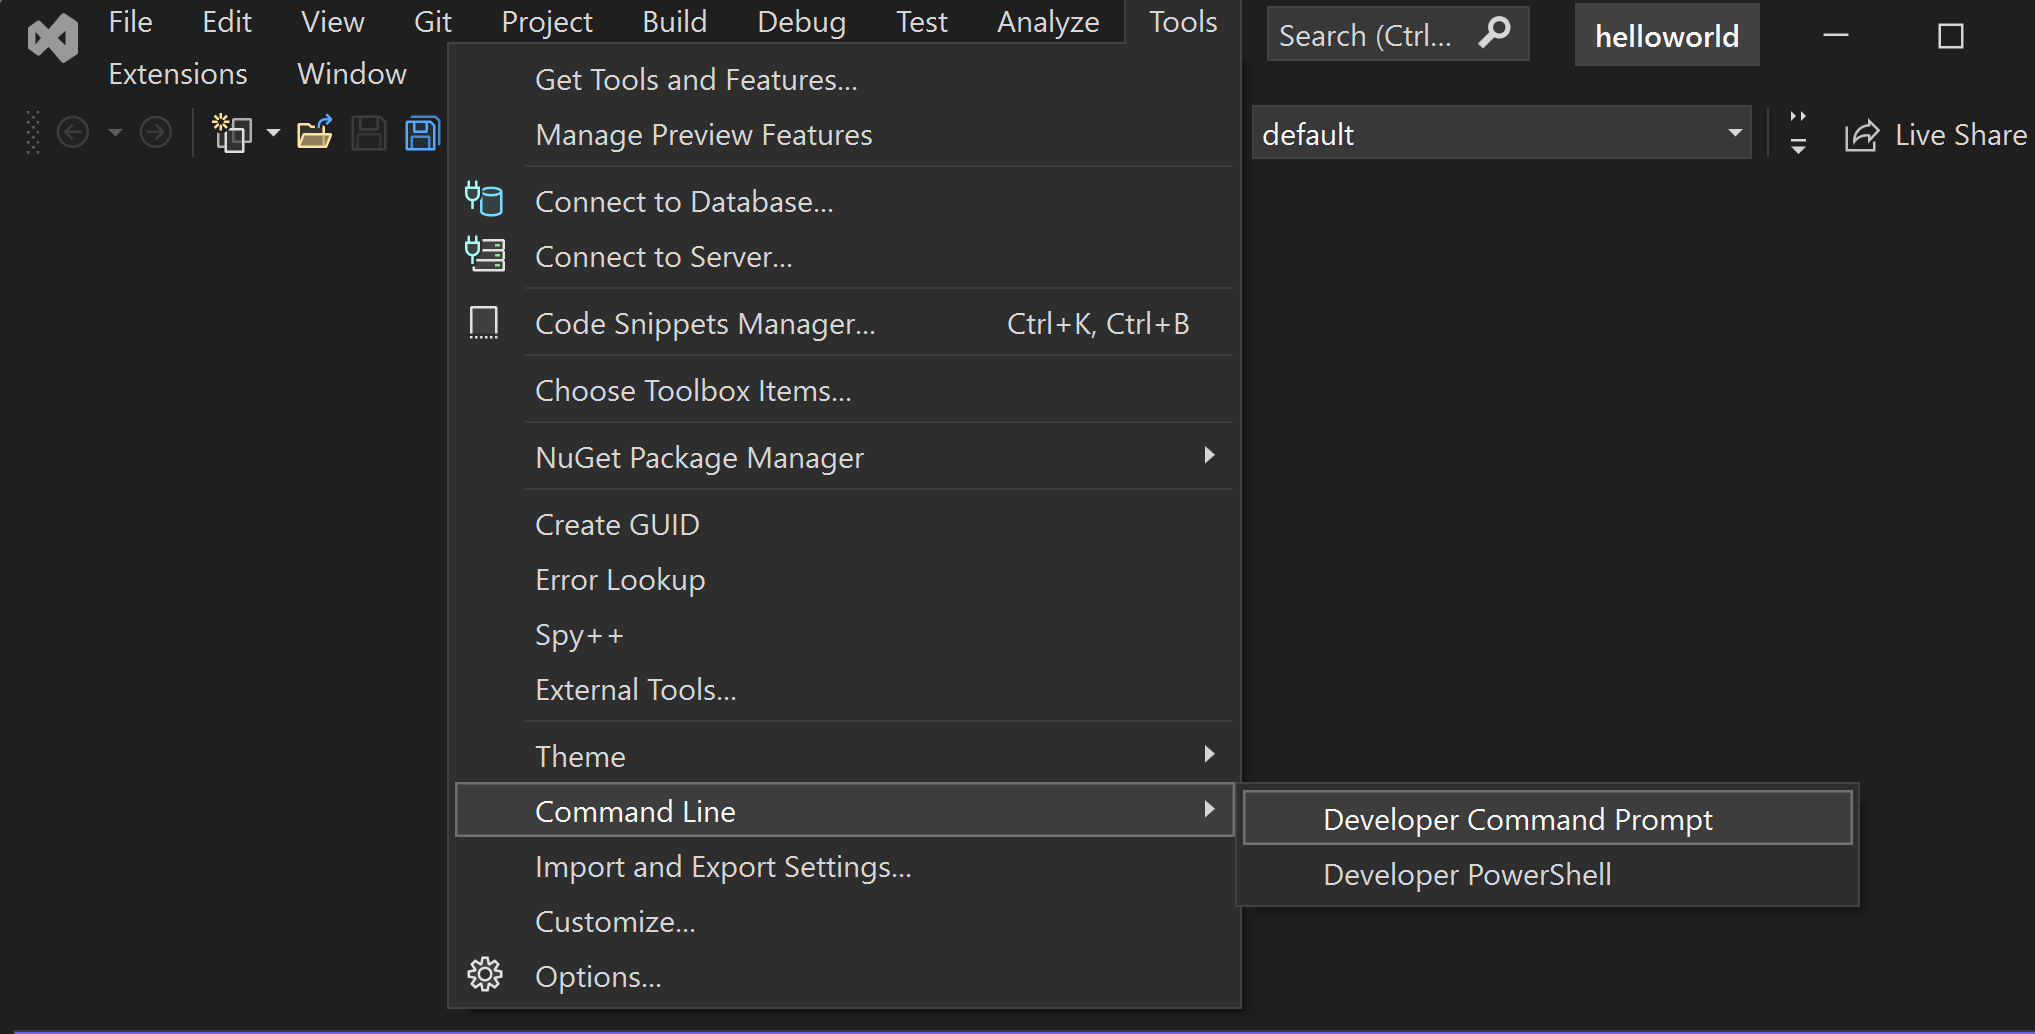 File Edit View Git Project Build Debug Test Analyze Tools Search (Ctrl... helloworld
Extensions Window
default Live Share
Get Tools and Features...
Manage Preview Features
Connect to Database...
Connect to Server...
Code Snippets Manager... Ctrl+K, Ctrl+B
Choose Toolbox Items...
NuGet Package Manager
Create GUID
Error Lookup
Spy++
External Tools...
Theme
Command Line
Developer Command Prompt
Developer PowerShell
Import and Export Settings...
Customize...
Options...